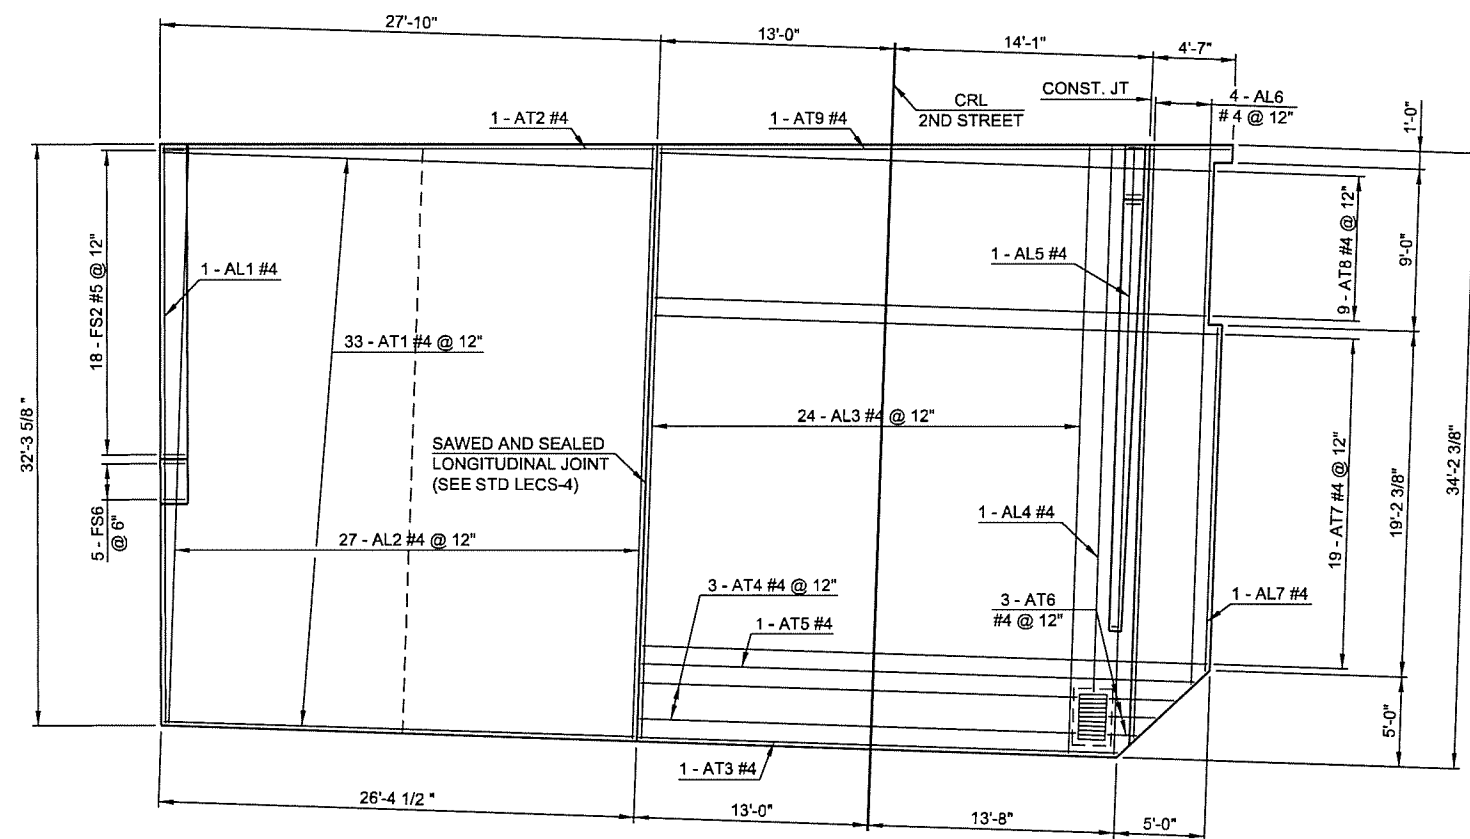 27'-10"
13'-0"
14'-1"
4'-7"
CONST. JT
4 - AL6
# 4 @ 12"
1'-0"
CRL
2ND STREET
1 - AT2 #4
1 - AT9 #4
18 - FS2 #5 @ 12"
1 - AL1 #4
1 - AL5 #4
9 - AT8 #4 @ 12"
9'-0"
33 - AT1 #4 @ 12"
32'-3 5/8 "
24 - AL3 #4 @ 12"
SAWED AND SEALED
LONGITUDINAL JOINT
(SEE STD LECS-4)
19 - AT7 #4 @ 12"
19'-2 3/8"
34'-2 3/8"
5 - FS6
@ 6"
27 - AL2 #4 @ 12"
1 - AL4 #4
3 - AT4 #4 @ 12"
3 - AT6
#4 @ 12"
1 - AL7 #4
1 - AT5 #4
5'-0"
1 - AT3 #4
26'-4 1/2 "
13'-0"
13'-8"
5'-0"